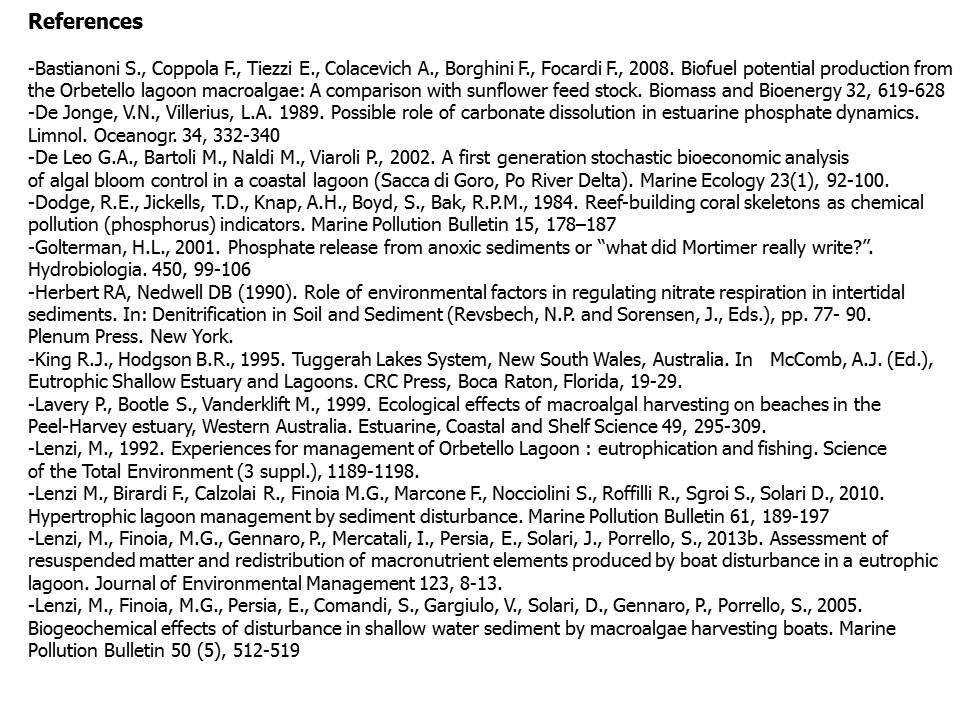 References
-Bastianoni S., Coppola F., Tiezzi E., Colacevich A., Borghini F., Focardi F., 2008. Biofuel potential production from
the Orbetello lagoon macroalgae: A comparison with sunflower feed stock. Biomass and Bioenergy 32, 619-628
-De Jonge, V.N., Villerius, L.A. 1989. Possible role of carbonate dissolution in estuarine phosphate dynamics.
Limnol. Oceanogr. 34, 332-340
-De Leo G.A., Bartoli M., Naldi M., Viaroli P., 2002. A first generation stochastic bioeconomic analysis
of algal bloom control in a coastal lagoon (Sacca di Goro, Po River Delta). Marine Ecology 23(1), 92-100.
-Dodge, R.E., Jickells, T.D., Knap, A.H., Boyd, S., Bak, R.P.M., 1984. Reef-building coral skeletons as chemical
pollution (phosphorus) indicators. Marine Pollution Bulletin 15, 178–187
-Golterman, H.L., 2001. Phosphate release from anoxic sediments or “what did Mortimer really write?”.
Hydrobiologia. 450, 99-106
-Herbert RA, Nedwell DB (1990). Role of environmental factors in regulating nitrate respiration in intertidal
sediments. In: Denitrification in Soil and Sediment (Revsbech, N.P. and Sorensen, J., Eds.), pp. 77- 90.
Plenum Press. New York.
-King R.J., Hodgson B.R., 1995. Tuggerah Lakes System, New South Wales, Australia. In McComb, A.J. (Ed.),
Eutrophic Shallow Estuary and Lagoons. CRC Press, Boca Raton, Florida, 19-29.
-Lavery P., Bootle S., Vanderklift M., 1999. Ecological effects of macroalgal harvesting on beaches in the
Peel-Harvey estuary, Western Australia. Estuarine, Coastal and Shelf Science 49, 295-309.
-Lenzi, M., 1992. Experiences for management of Orbetello Lagoon : eutrophication and fishing. Science
of the Total Environment (3 suppl.), 1189-1198.
-Lenzi M., Birardi F., Calzolai R., Finoia M.G., Marcone F., Nocciolini S., Roffilli R., Sgroi S., Solari D., 2010.
Hypertrophic lagoon management by sediment disturbance. Marine Pollution Bulletin 61, 189-197
-Lenzi, M., Finoia, M.G., Gennaro, P., Mercatali, I., Persia, E., Solari, J., Porrello, S., 2013b. Assessment of
resuspended matter and redistribution of macronutrient elements produced by boat disturbance in a eutrophic
lagoon. Journal of Environmental Management 123, 8-13.
-Lenzi, M., Finoia, M.G., Persia, E., Comandi, S., Gargiulo, V., Solari, D., Gennaro, P., Porrello, S., 2005.
Biogeochemical effects of disturbance in shallow water sediment by macroalgae harvesting boats. Marine
Pollution Bulletin 50 (5), 512-519